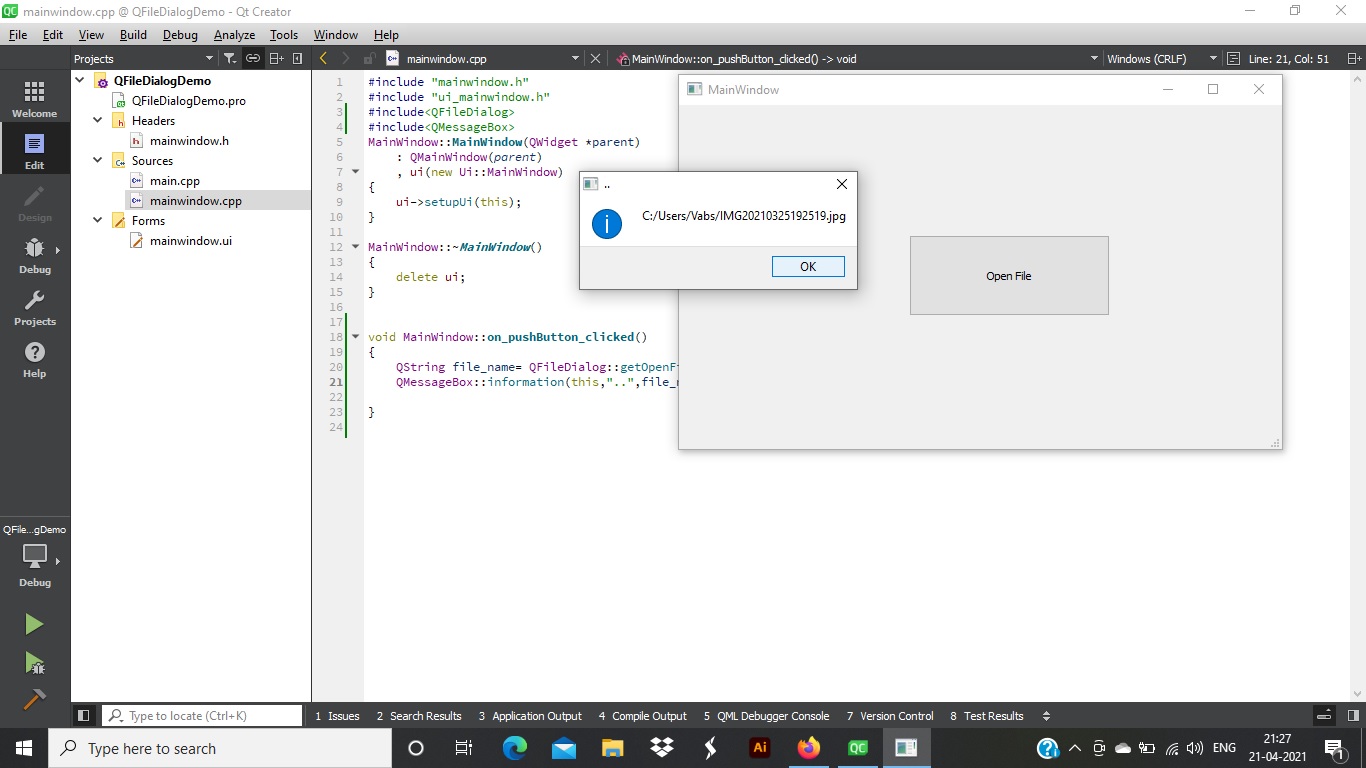 QC mainwindow.cpp @ QFileDialogDemo - Qt Creator
File Edit View Build Debug Analyze Tools Window Help
Projects mainwindow.cpp MainWindow::on_pushButton_clicked() -> void Windows (CRLF) Line: 21, Col: 51
Welcome
Edit
Design
Debug
Projects
Help
QFile...gDemo
Debug
QFileDialogDemo
QFileDialogDemo.pro
Headers
mainwindow.h
Sources
main.cpp
mainwindow.cpp
Forms
mainwindow.ui
1 #include "mainwindow.h"
2 #include "ui_mainwindow.h"
3 #include<QFileDialog>
4 #include<QMessageBox>
5 MainWindow::MainWindow(QWidget *parent)
6 : QMainWindow(parent)
7 , ui(new Ui::MainWindow)
8 {
9 ui->setupUi(this);
10 }
11
12 MainWindow::~MainWindow()
13 {
14 delete ui;
15 }
16
17
18 void MainWindow::on_pushButton_clicked()
19 {
20 QString file_name= QFileDialog::getOpenF
21 QMessageBox::information(this,"..",file_
22
23 }
24
MainWindow
Open File
..
C:/Users/Vabs/IMG20210325192519.jpg
OK
Type to locate (Ctrl+K) 1 Issues 2 Search Results 3 Application Output 4 Compile Output 5 QML Debugger Console 7 Version Control 8 Test Results
Type here to search Ai QC ENG 21:27
21-04-2021 1